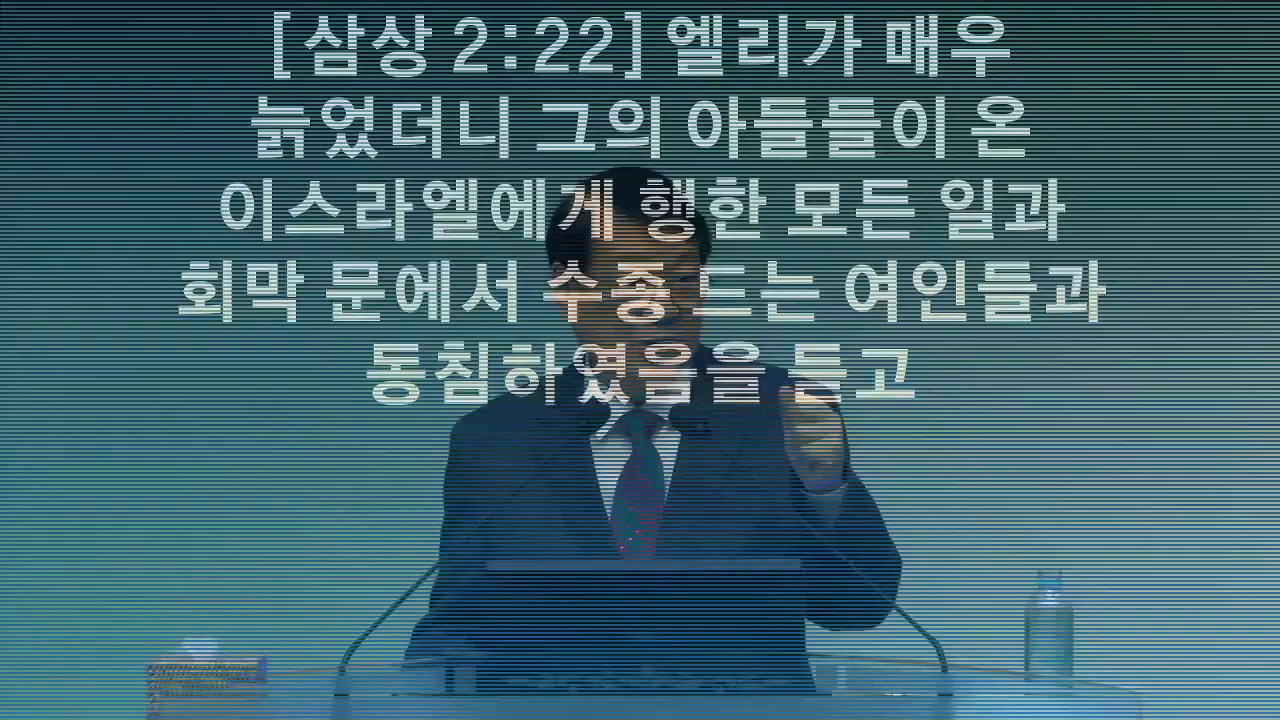 [삼상 2:22] 엘리가 매우
늙었더니 그의 아들들이 온
이스라엘에게 행한 모든 일과
회막 문에서 수종 드는 여인들과
동침하였음을 듣고